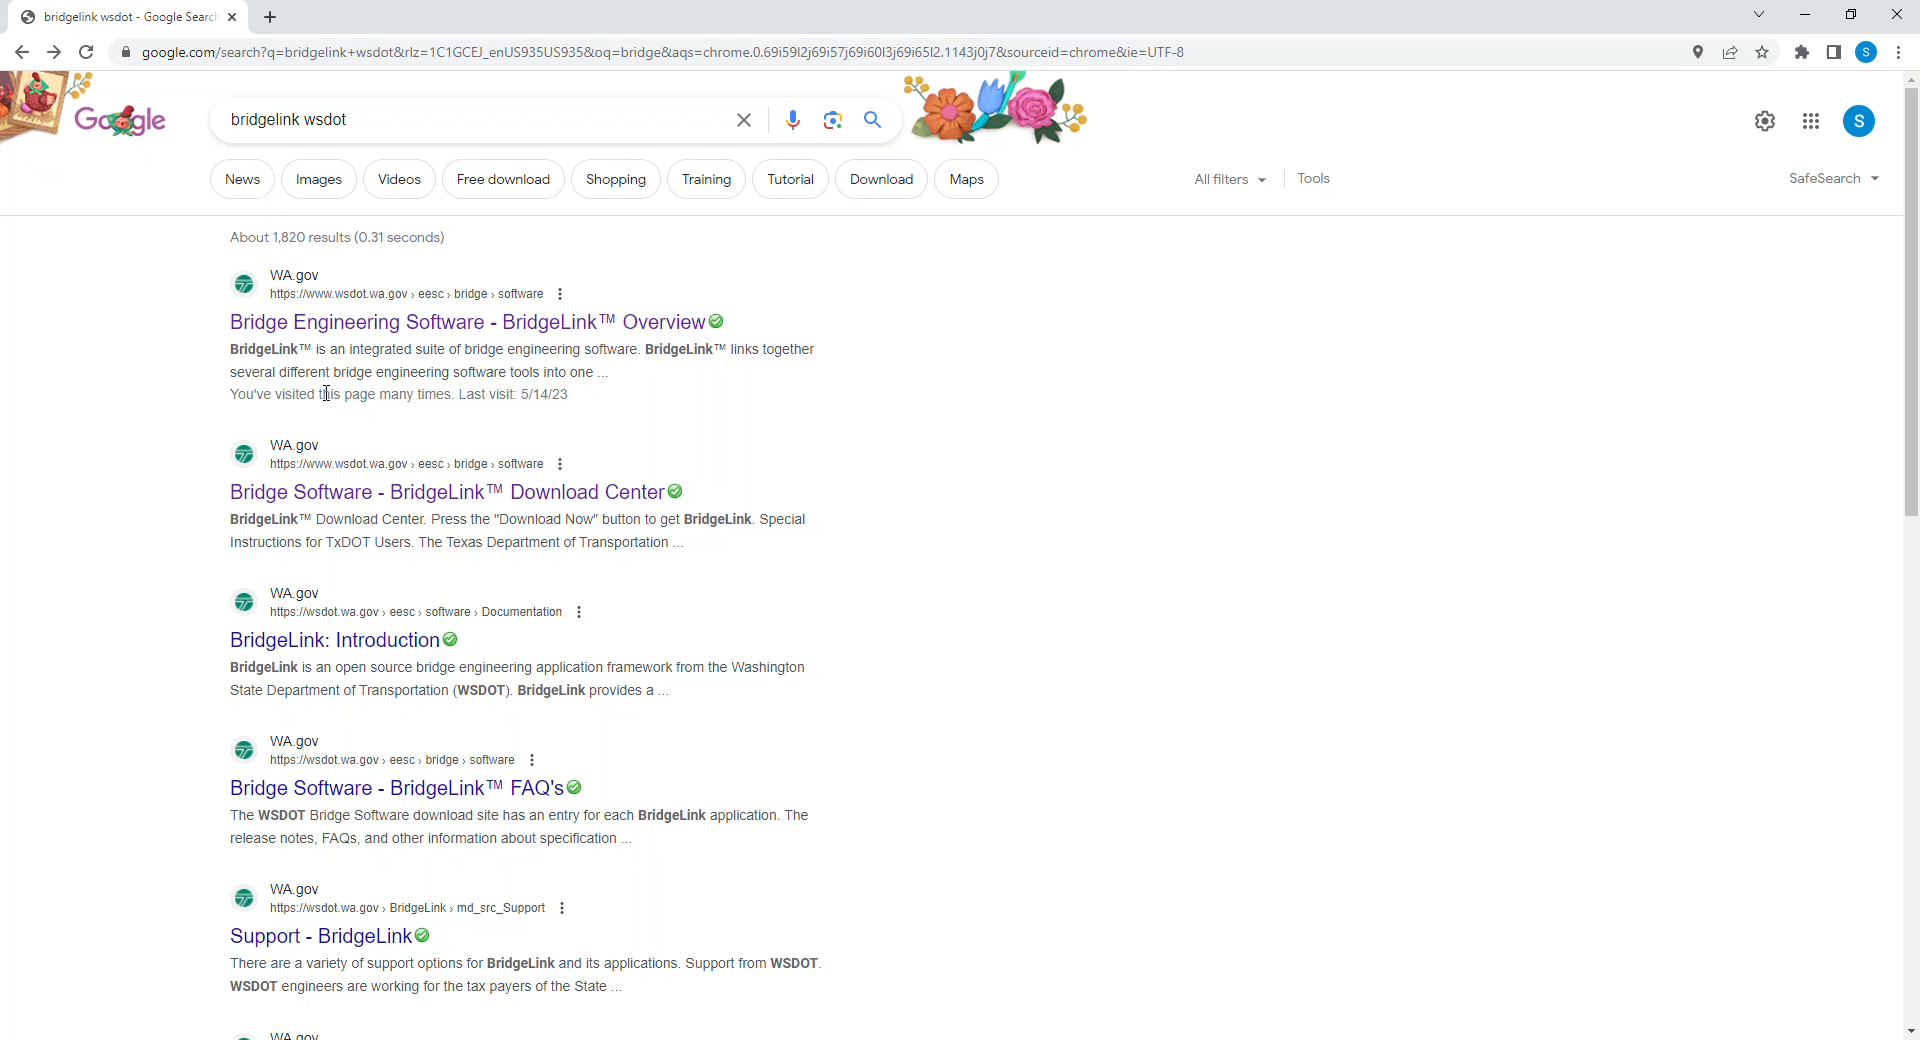 bridgelink wsdot - Google Search
google.com/search?q=bridgelink+wsdot&rlz=1C1GCEJ_enUS935US935&oq=bridge&aqs=chrome.0.69i59l2j69i57j69i60l3j69i65l2.1143j0j7&sourceid=chrome&ie=UTF-8
S
Google
bridgelink wsdot
S
News Images Videos Free download Shopping Training Tutorial Download Maps All filters Tools SafeSearch
About 1,820 results (0.31 seconds)
WA.gov
https://www.wsdot.wa.gov › eesc › bridge › software
Bridge Engineering Software - BridgeLink™ Overview
BridgeLink™ is an integrated suite of bridge engineering software. BridgeLink™ links together
several different bridge engineering software tools into one ...
You've visited this page many times. Last visit: 5/14/23
WA.gov
https://www.wsdot.wa.gov › eesc › bridge › software
Bridge Software - BridgeLink™ Download Center
BridgeLink™ Download Center. Press the "Download Now" button to get BridgeLink. Special
Instructions for TxDOT Users. The Texas Department of Transportation ...
WA.gov
https://wsdot.wa.gov › eesc › software › Documentation
BridgeLink: Introduction
BridgeLink is an open source bridge engineering application framework from the Washington
State Department of Transportation (WSDOT). BridgeLink provides a ...
WA.gov
https://wsdot.wa.gov › eesc › bridge › software
Bridge Software - BridgeLink™ FAQ's
The WSDOT Bridge Software download site has an entry for each BridgeLink application. The
release notes, FAQs, and other information about specification ...
WA.gov
https://wsdot.wa.gov › BridgeLink › md_src_Support
Support - BridgeLink
There are a variety of support options for BridgeLink and its applications. Support from WSDOT.
WSDOT engineers are working for the tax payers of the State ...
WA.gov